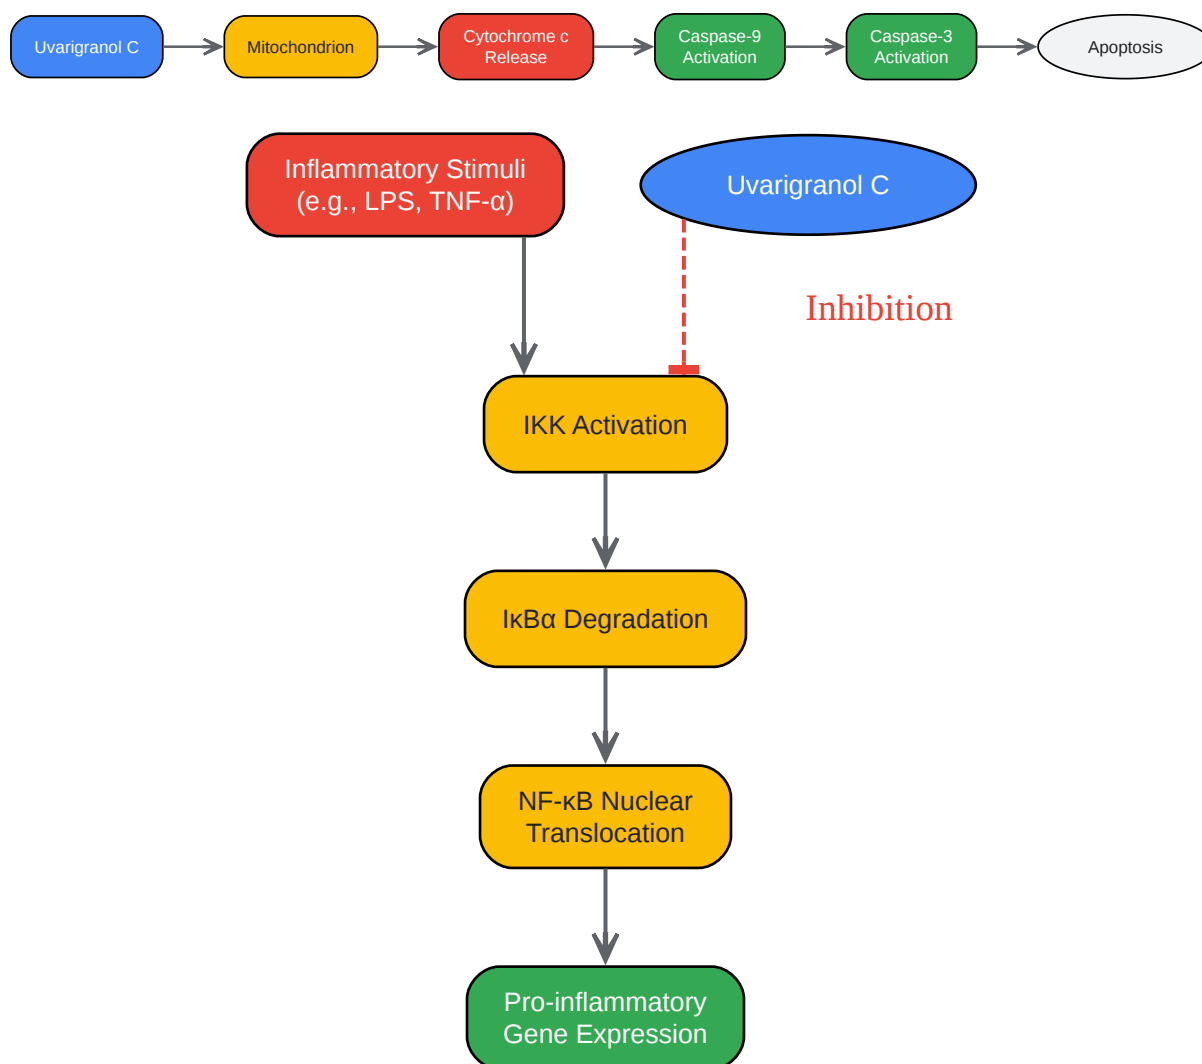 Uvarigranol C
Mitochondrion
Cytochrome c
Release
Caspase-9
Activation
Caspase-3
Activation
Apoptosis
Inflammatory Stimuli
(e.g., LPS, TNF-α)
Uvarigranol C
Inhibition
IKK Activation
IκBα Degradation
NF-κB Nuclear
Translocation
Pro-inflammatory
Gene Expression